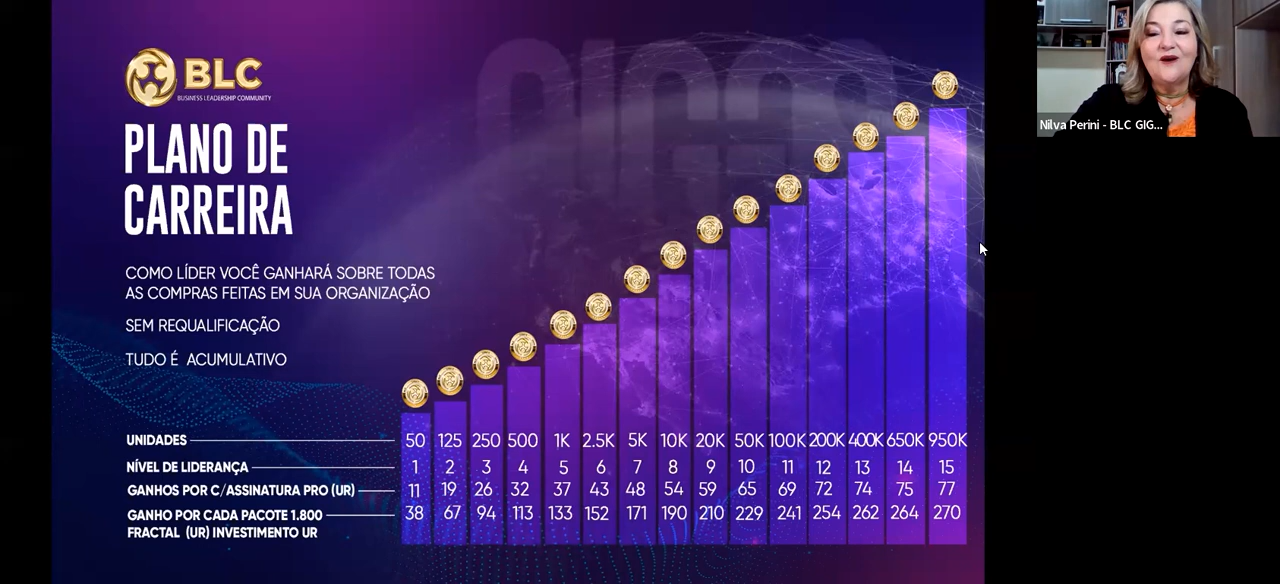 BLC
BUSINESS LEADERSHIP COMMUNITY
PLANO DE
CARREIRA
COMO LÍDER VOCÊ GANHARÁ SOBRE TODAS
AS COMPRAS FEITAS EM SUA ORGANIZAÇÃO
SEM REQUALIFICAÇÃO
TUDO É ACUMULATIVO
UNIDADES 50 125 250 500 1K 2.5K 5K 10K 20K 50K 100K 200K 400K 650K 950K
NÍVEL DE LIDERANÇA 1 2 3 4 5 6 7 8 9 10 11 12 13 14 15
GANHOS POR C/ASSINATURA PRO (UR) 11 19 26 32 37 43 48 54 59 65 69 72 74 75 77
GANHO POR CADA PACOTE 1.800 38 67 94 113 133 152 171 190 210 229 241 254 262 264 270
FRACTAL (UR) INVESTIMENTO UR
Nilva Perini - BLC GIG...